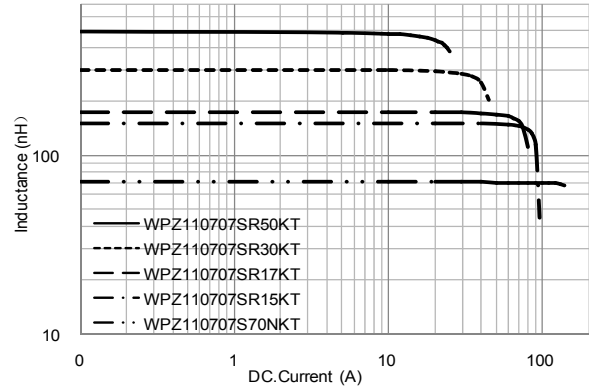 Inductance (nH)
100
10
WPZ110707SR50KT
WPZ110707SR30KT
WPZ110707SR17KT
WPZ110707SR15KT
WPZ110707S70NKT
0
1
10
100
DC.Current (A)